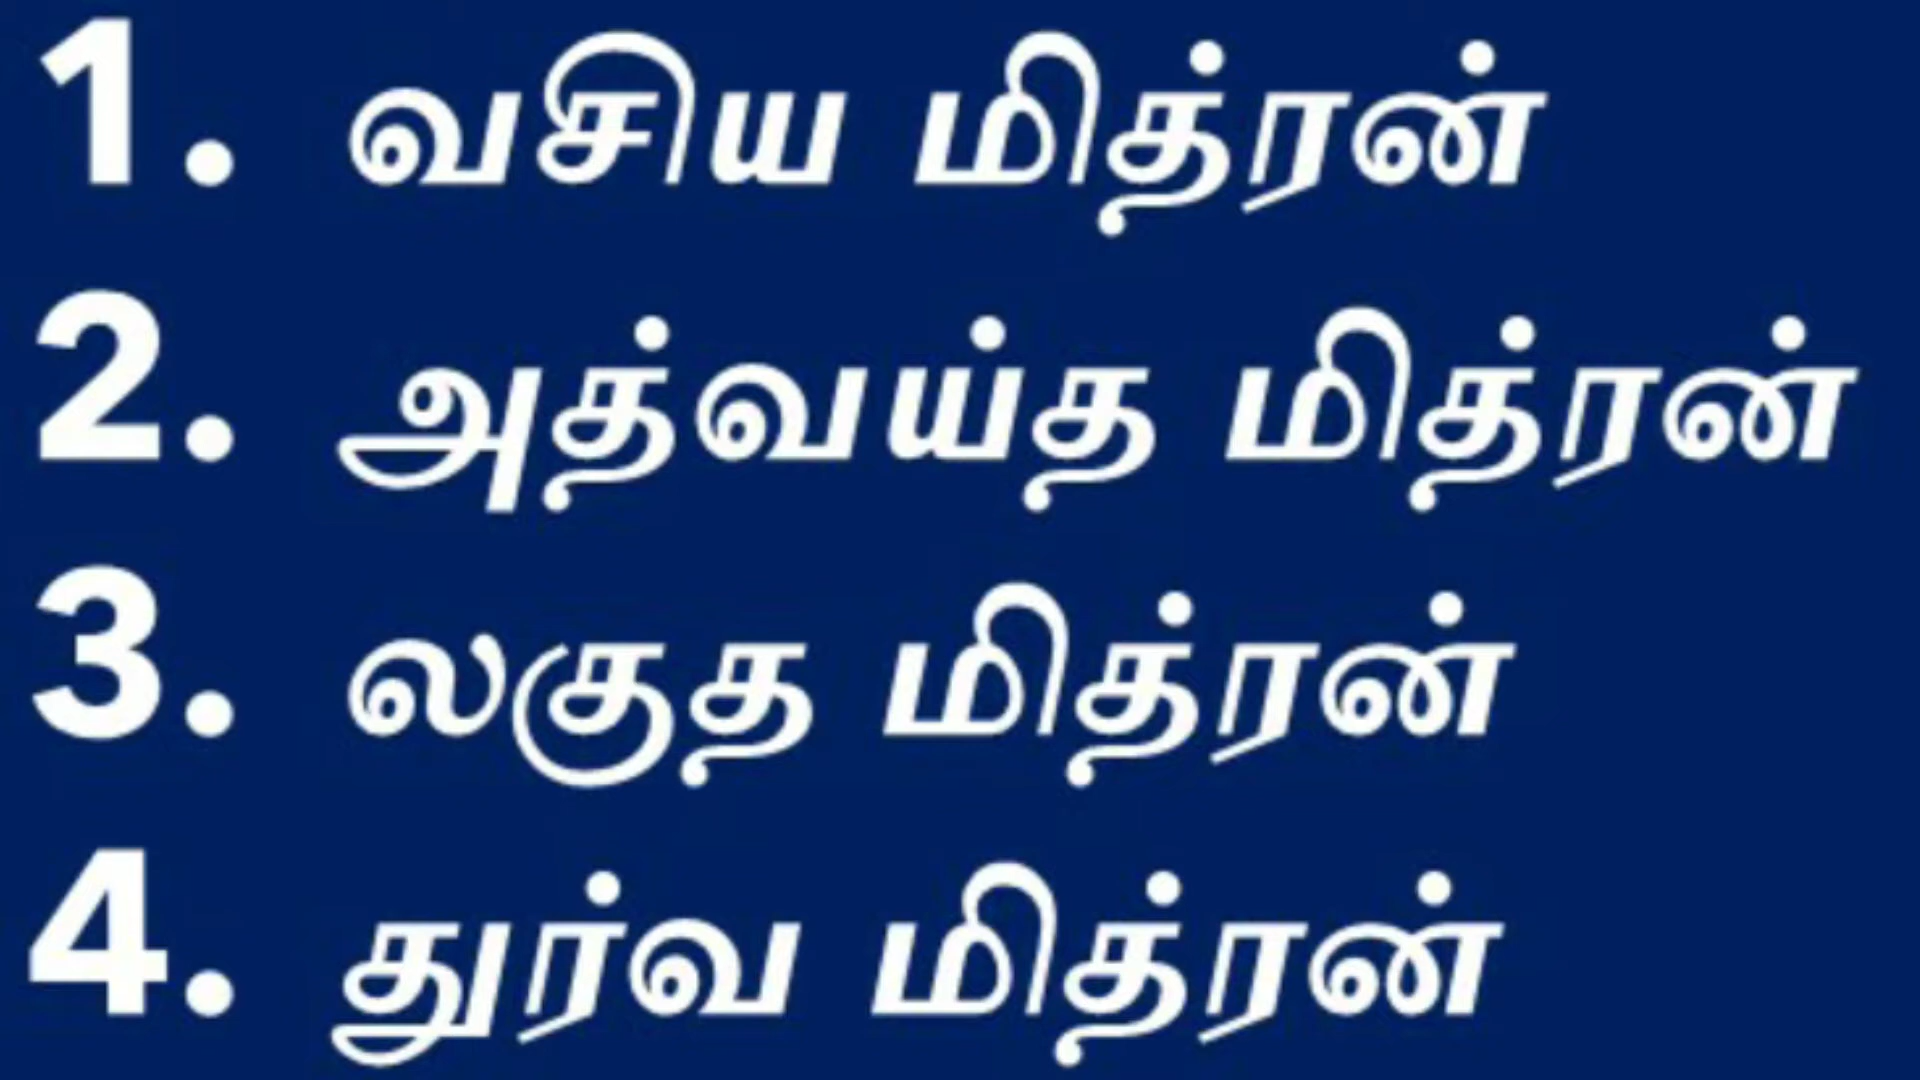 1. வசிய மித்ரன்
2. அத்வய்த மித்ரன்
3. லகுத மித்ரன்
4. துர்வ மித்ரன்